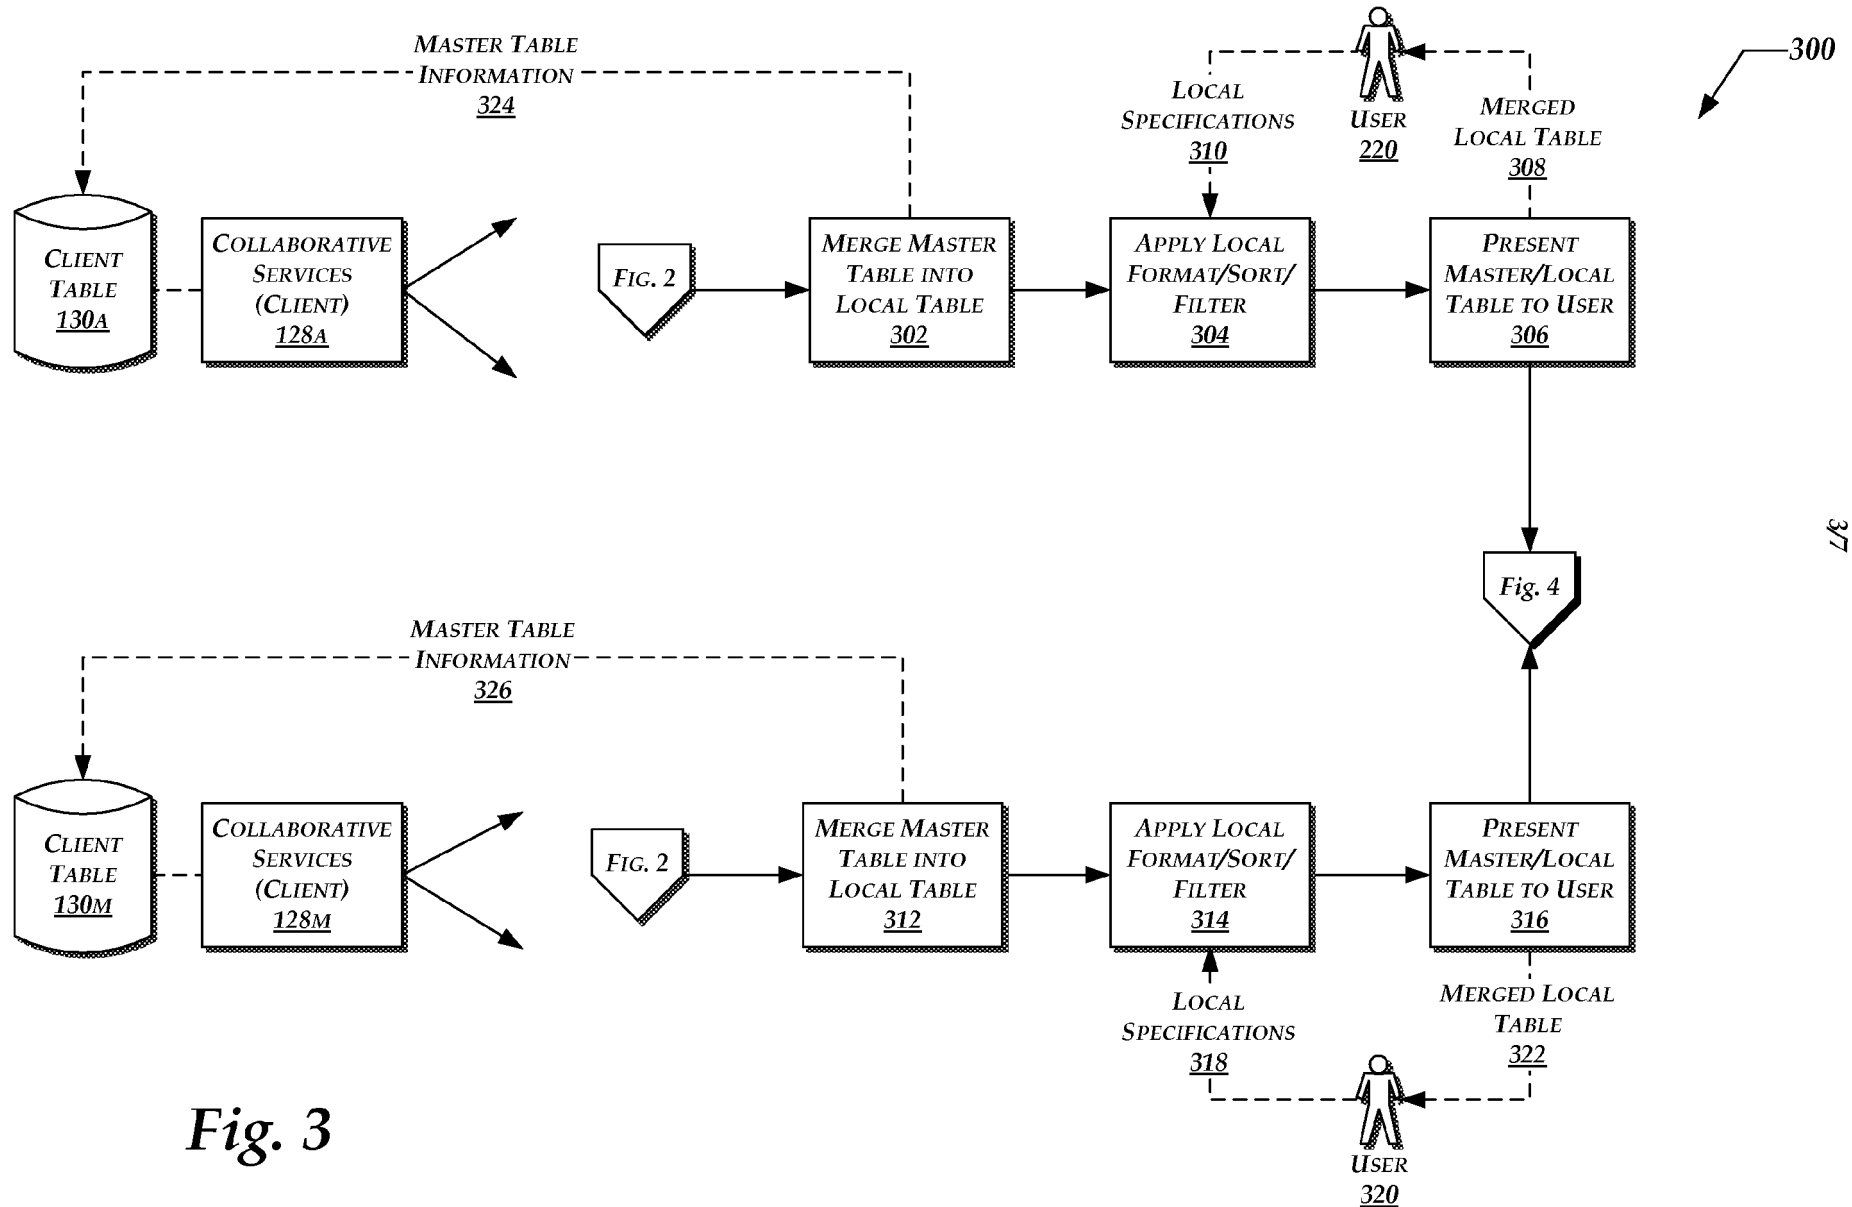 MASTER TABLE
INFORMATION
324
LOCAL
SPECIFICATIONS
310
USER
220
MERGED
LOCAL TABLE
308
300
CLIENT
TABLE
130A
COLLABORATIVE
SERVICES
(CLIENT)
128A
FIG. 2
MERGE MASTER
TABLE INTO
LOCAL TABLE
302
APPLY LOCAL
FORMAT/SORT/
FILTER
304
PRESENT
MASTER/LOCAL
TABLE TO USER
306
3/7
Fig. 4
MASTER TABLE
INFORMATION
326
CLIENT
TABLE
130M
COLLABORATIVE
SERVICES
(CLIENT)
128M
FIG. 2
MERGE MASTER
TABLE INTO
LOCAL TABLE
312
APPLY LOCAL
FORMAT/SORT/
FILTER
314
PRESENT
MASTER/LOCAL
TABLE TO USER
316
LOCAL
SPECIFICATIONS
318
MERGED LOCAL
TABLE
322
USER
320
Fig. 3